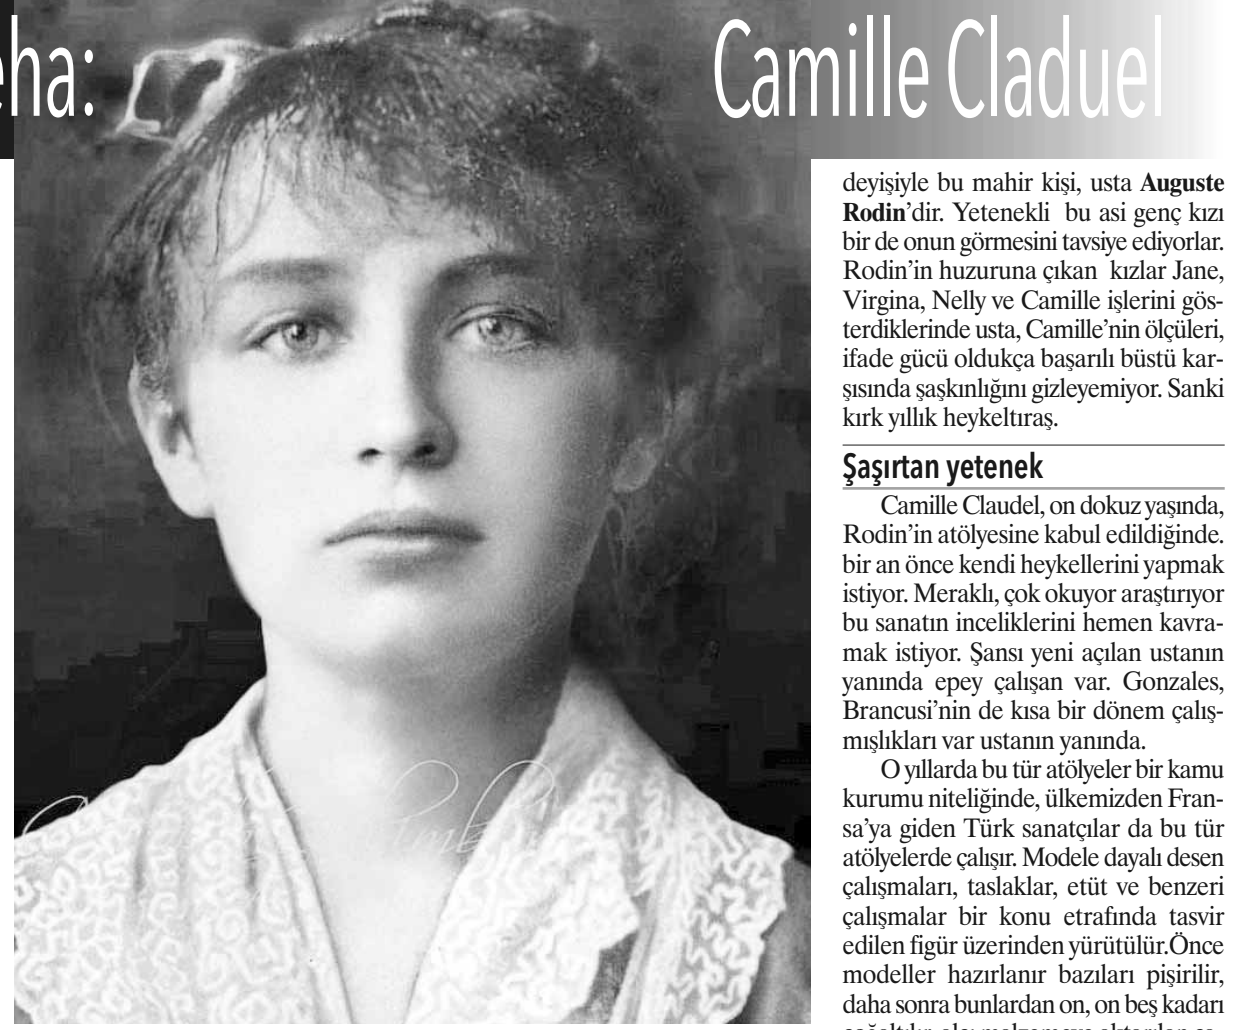 eha:
Camille Claduel
deyişiyle bu mahir kişi, usta Auguste
Rodin’dir. Yetenekli bu asi genç kızı
bir de onun görmesini tavsiye ediyorlar.
Rodin’in huzuruna çıkan kızlar Jane,
Virgina, Nelly ve Camille işlerini gös-
terdiklerinde usta, Camille’nin ölçüleri,
ifade gücü oldukça başarılı büstü kar-
şısında şaşkınlığını gizleyemiyor. Sanki
kırk yıllık heykeltıraş.
Şaşırtan yetenek
Camille Claudel, on dokuz yaşında,
Rodin’in atölyesine kabul edildiğinde.
bir an önce kendi heykellerini yapmak
istiyor. Meraklı, çok okuyor araştırıyor
bu sanatın inceliklerini hemen kavra-
mak istiyor. Şansı yeni açılan ustanın
yanında epey çalışan var. Gonzales,
Brancusi’nin de kısa bir dönem çalış-
mışlıkları var ustanın yanında.
O yıllarda bu tür atölyeler bir kamu
kurumu niteliğinde, ülkemizden Fran-
sa’ya giden Türk sanatçılar da bu tür
atölyelerde çalışır. Modele dayalı desen
çalışmaları, taslaklar, etüt ve benzeri
çalışmalar bir konu etrafında tasvir
edilen figür üzerinden yürütülür.Önce
modeller hazırlanır bazıları pişirilir,
daha sonra bunlardan on, on beş kadarı